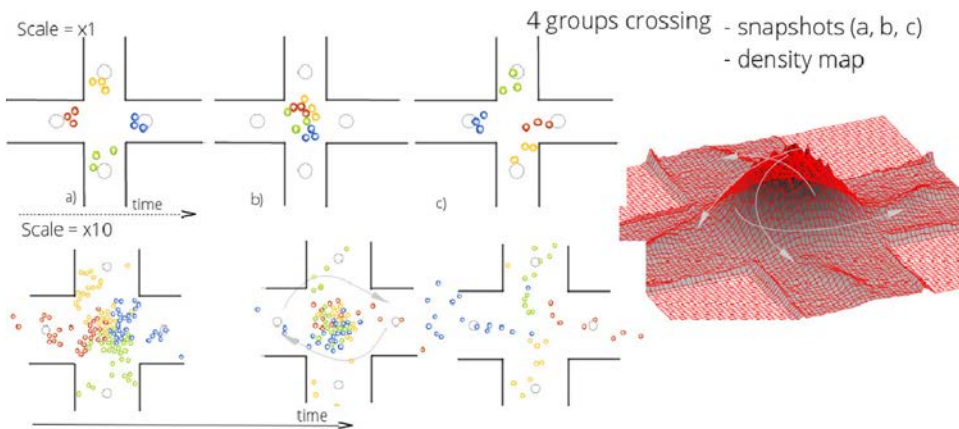 Scale = x1
4 groups crossing
- snapshots (a, b, c)
- density map
a)
time
b)
c)
Scale = x10
time